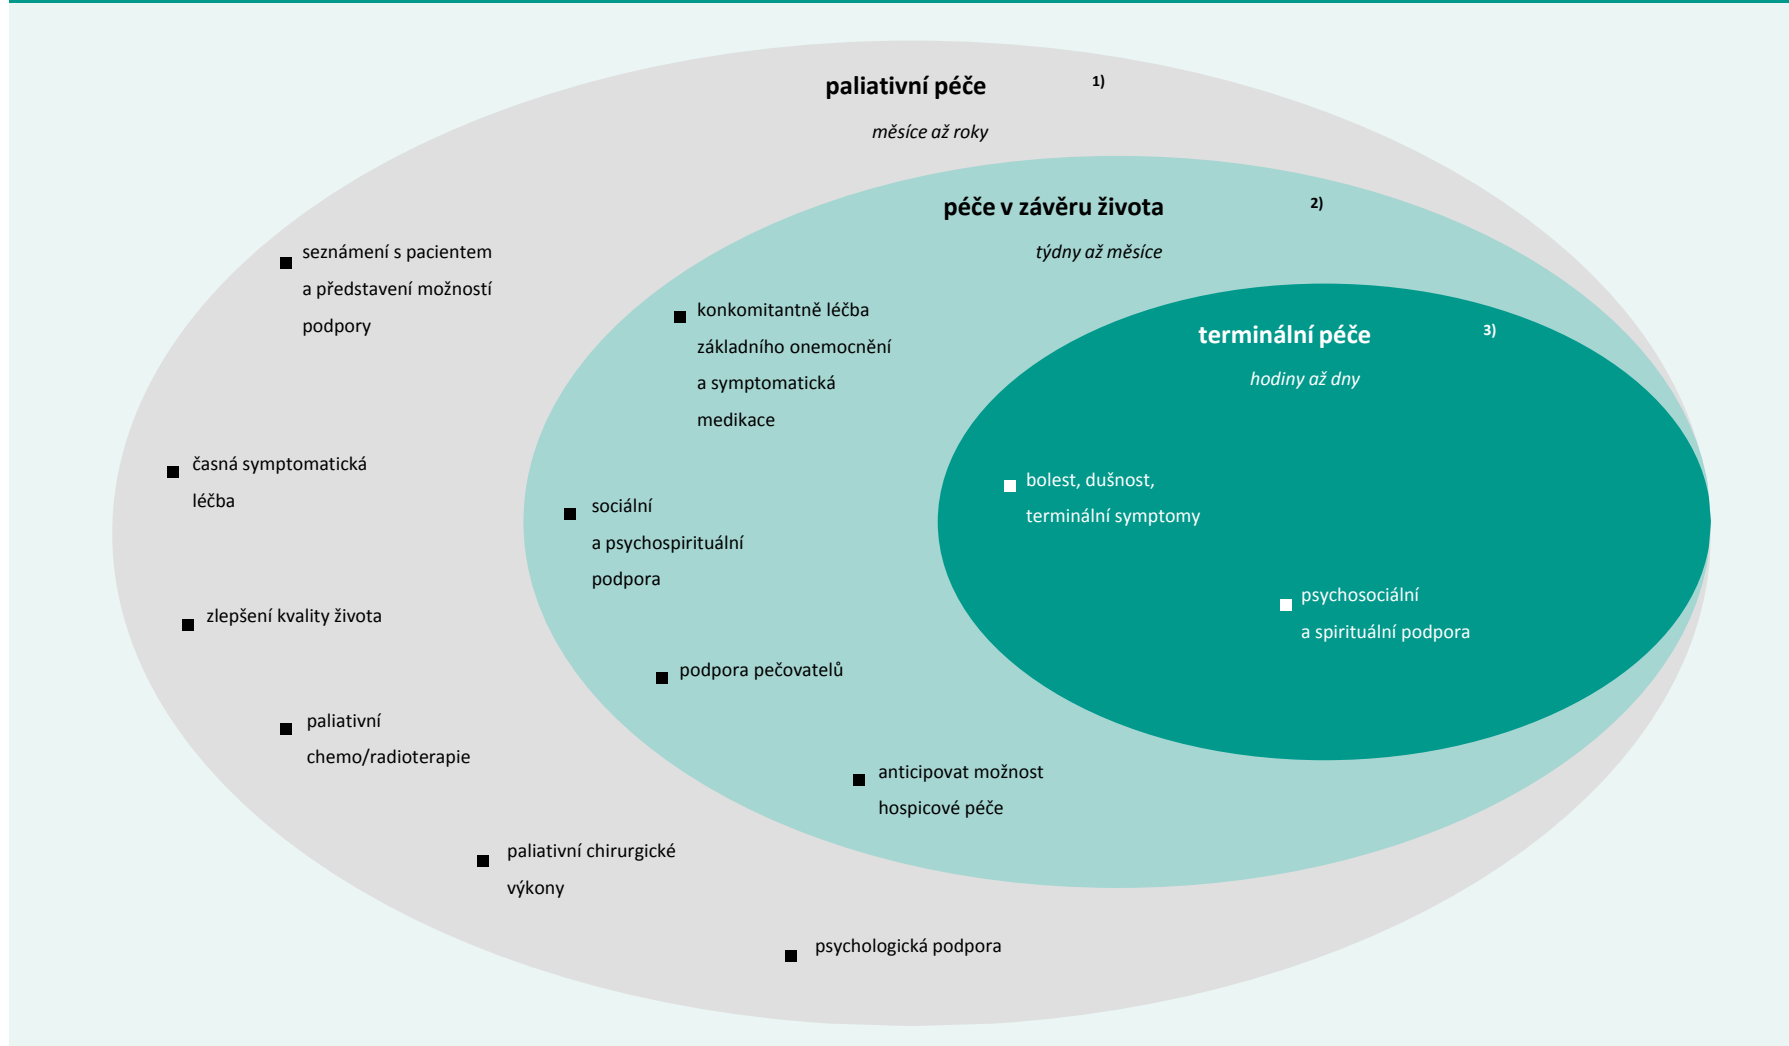 paliativní péče 1)
měsíce až roky
seznámení s pacientem
a představení možností
podpory
časná symptomatická
léčba
zlepšení kvality života
paliativní
chemo/radioterapie
paliativní chirurgické
výkony
psychologická podpora
péče v závěru života 2)
týdny až měsíce
konkomitantně léčba
základního onemocnění
a symptomatická
medikace
sociální
a psychospirituální
podpora
podpora pečovatelů
anticipovat možnost
hospicové péče
terminální péče 3)
hodiny až dny
bolest, dušnost,
terminální symptomy
psychosociální
a spirituální podpora